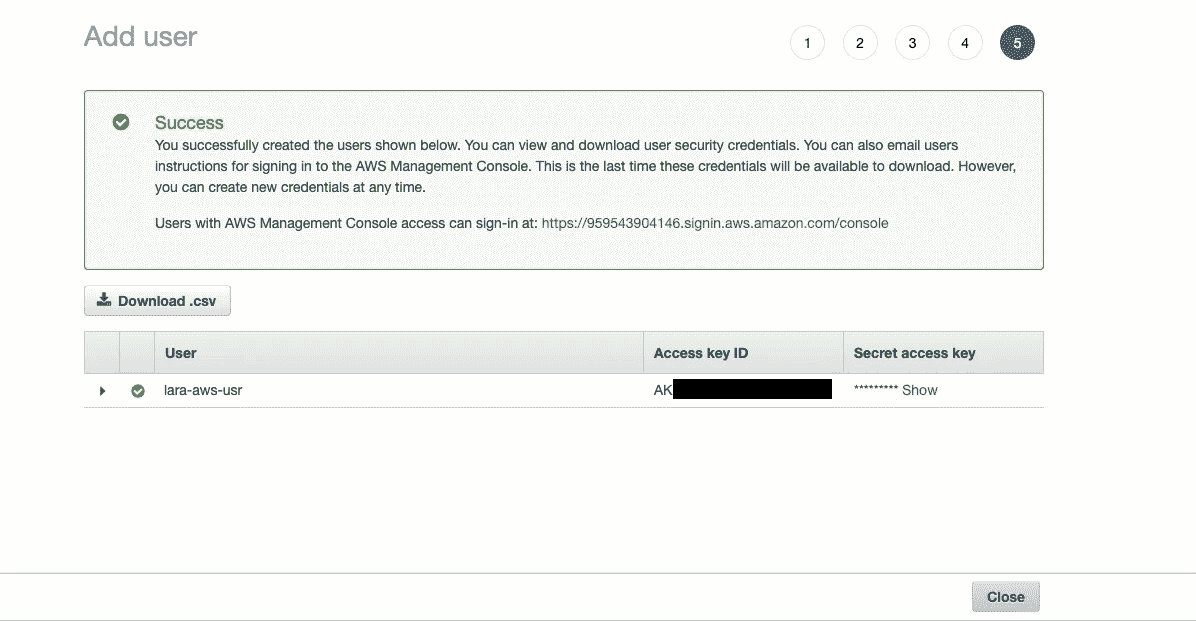 Add user
1 2 3 4 5
Success
You successfully created the users shown below. You can view and download user security credentials. You can also email users
instructions for signing in to the AWS Management Console. This is the last time these credentials will be available to download. However,
you can create new credentials at any time.
Users with AWS Management Console access can sign-in at: https://959543904146.signin.aws.amazon.com/console
Download .csv
User Access key ID Secret access key
lara-aws-usr AK ********* Show
Close